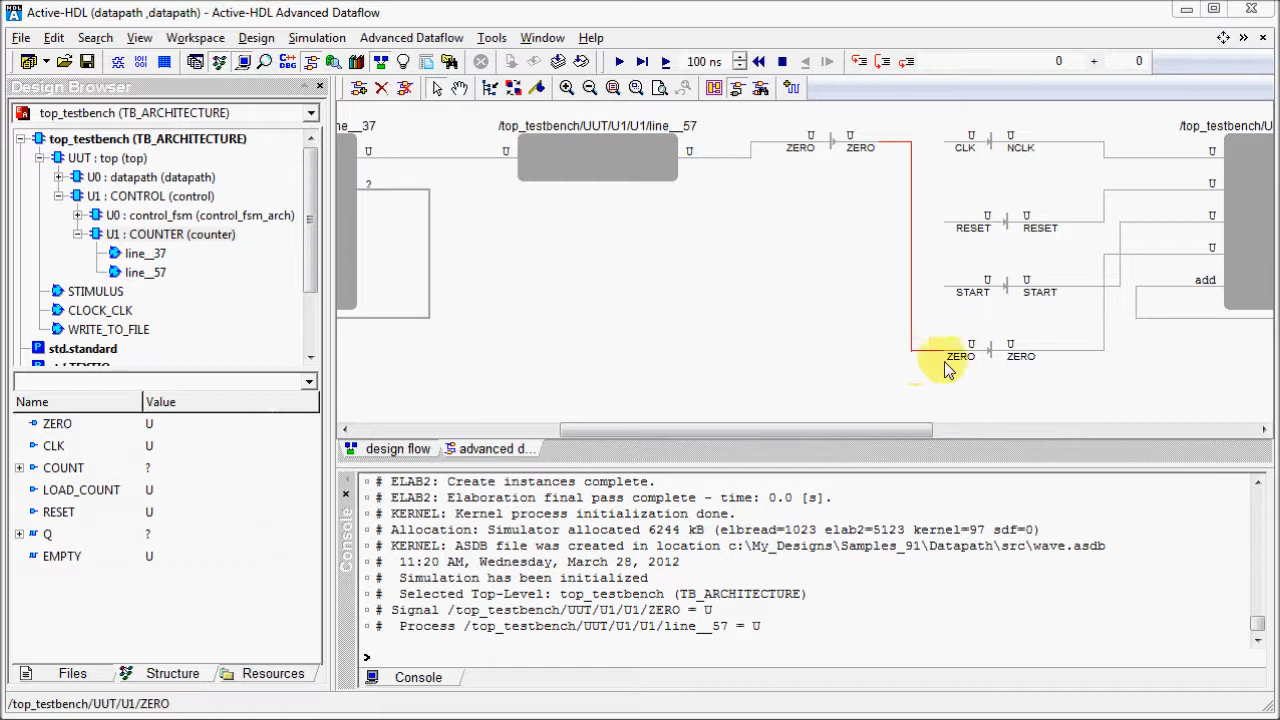 Active-HDL (datapath ,datapath) - Active-HDL Advanced Dataflow
File Edit Search View Workspace Design Simulation Advanced Dataflow Tools Window Help
100 ns 0 + 0
Design Browser
top_testbench (TB_ARCHITECTURE)
top_testbench (TB_ARCHITECTURE)
UUT : top (top)
U0 : datapath (datapath)
U1 : CONTROL (control)
U0 : control_fsm (control_fsm_arch)
U1 : COUNTER (counter)
line__37
line__57
STIMULUS
CLOCK_CLK
WRITE_TO_FILE
std.standard
Name Value
ZERO U
CLK U
COUNT ?
LOAD_COUNT U
RESET U
Q ?
EMPTY U
Files Structure Resources
ne__37 /top_testbench/UUT/U1/U1/line__57 /top_testbench/U
U U U U U U U U
ZERO ZERO CLK NCLK
? U
U U U
RESET RESET
U U U
START START add
U U
ZERO ZERO
design flow advanced d...
Console
# ELAB2: Create instances complete.
# ELAB2: Elaboration final pass complete - time: 0.0 [s].
# KERNEL: Kernel process initialization done.
# Allocation: Simulator allocated 6244 kB (elbread=1023 elab2=5123 kernel=97 sdf=0)
# KERNEL: ASDB file was created in location c:\My_Designs\Samples_91\Datapath\src\wave.asdb
# 11:20 AM, Wednesday, March 28, 2012
# Simulation has been initialized
# Selected Top-Level: top_testbench (TB_ARCHITECTURE)
# Signal /top_testbench/UUT/U1/U1/ZERO = U
# Process /top_testbench/UUT/U1/U1/line__57 = U
>
Console
/top_testbench/UUT/U1/ZERO